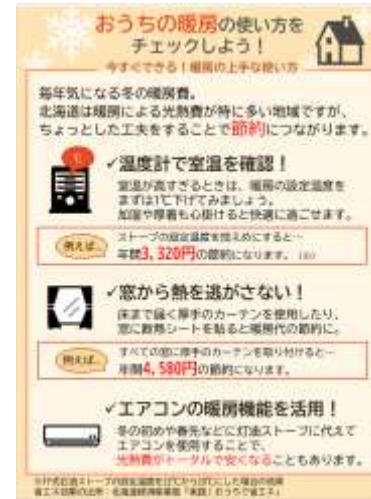 おうちの暖房の使い方を
チェックしよう！
今すぐできる！暖房の上手な使い方
毎年気になる冬の暖房費。
北海道は暖房による光熱費が特に多い地域ですが、
ちょっとした工夫をすることで節約につながります。
✓温度計で室温を確認！
室温が高すぎるときは、暖房の設定温度を
まずは1℃下げてみましょう。
加湿や厚着も心掛けると快適に過ごせます。
例えば…
ストーブの設定温度を控えめにすると…
年間3,320円の節約になります。
✓窓から熱を逃がさない！
床まで届く厚手のカーテンを使用したり、
窓に断熱シートを貼ると暖房代の節約に。
例えば…
すべての窓に厚手のカーテンを取り付けると…
年間4,580円の節約になります。
✓エアコンの暖房機能を活用！
冬の初めや春先などに灯油ストーブに代えて
エアコンを使用することで、
光熱費がトータルで安くなることもあります。